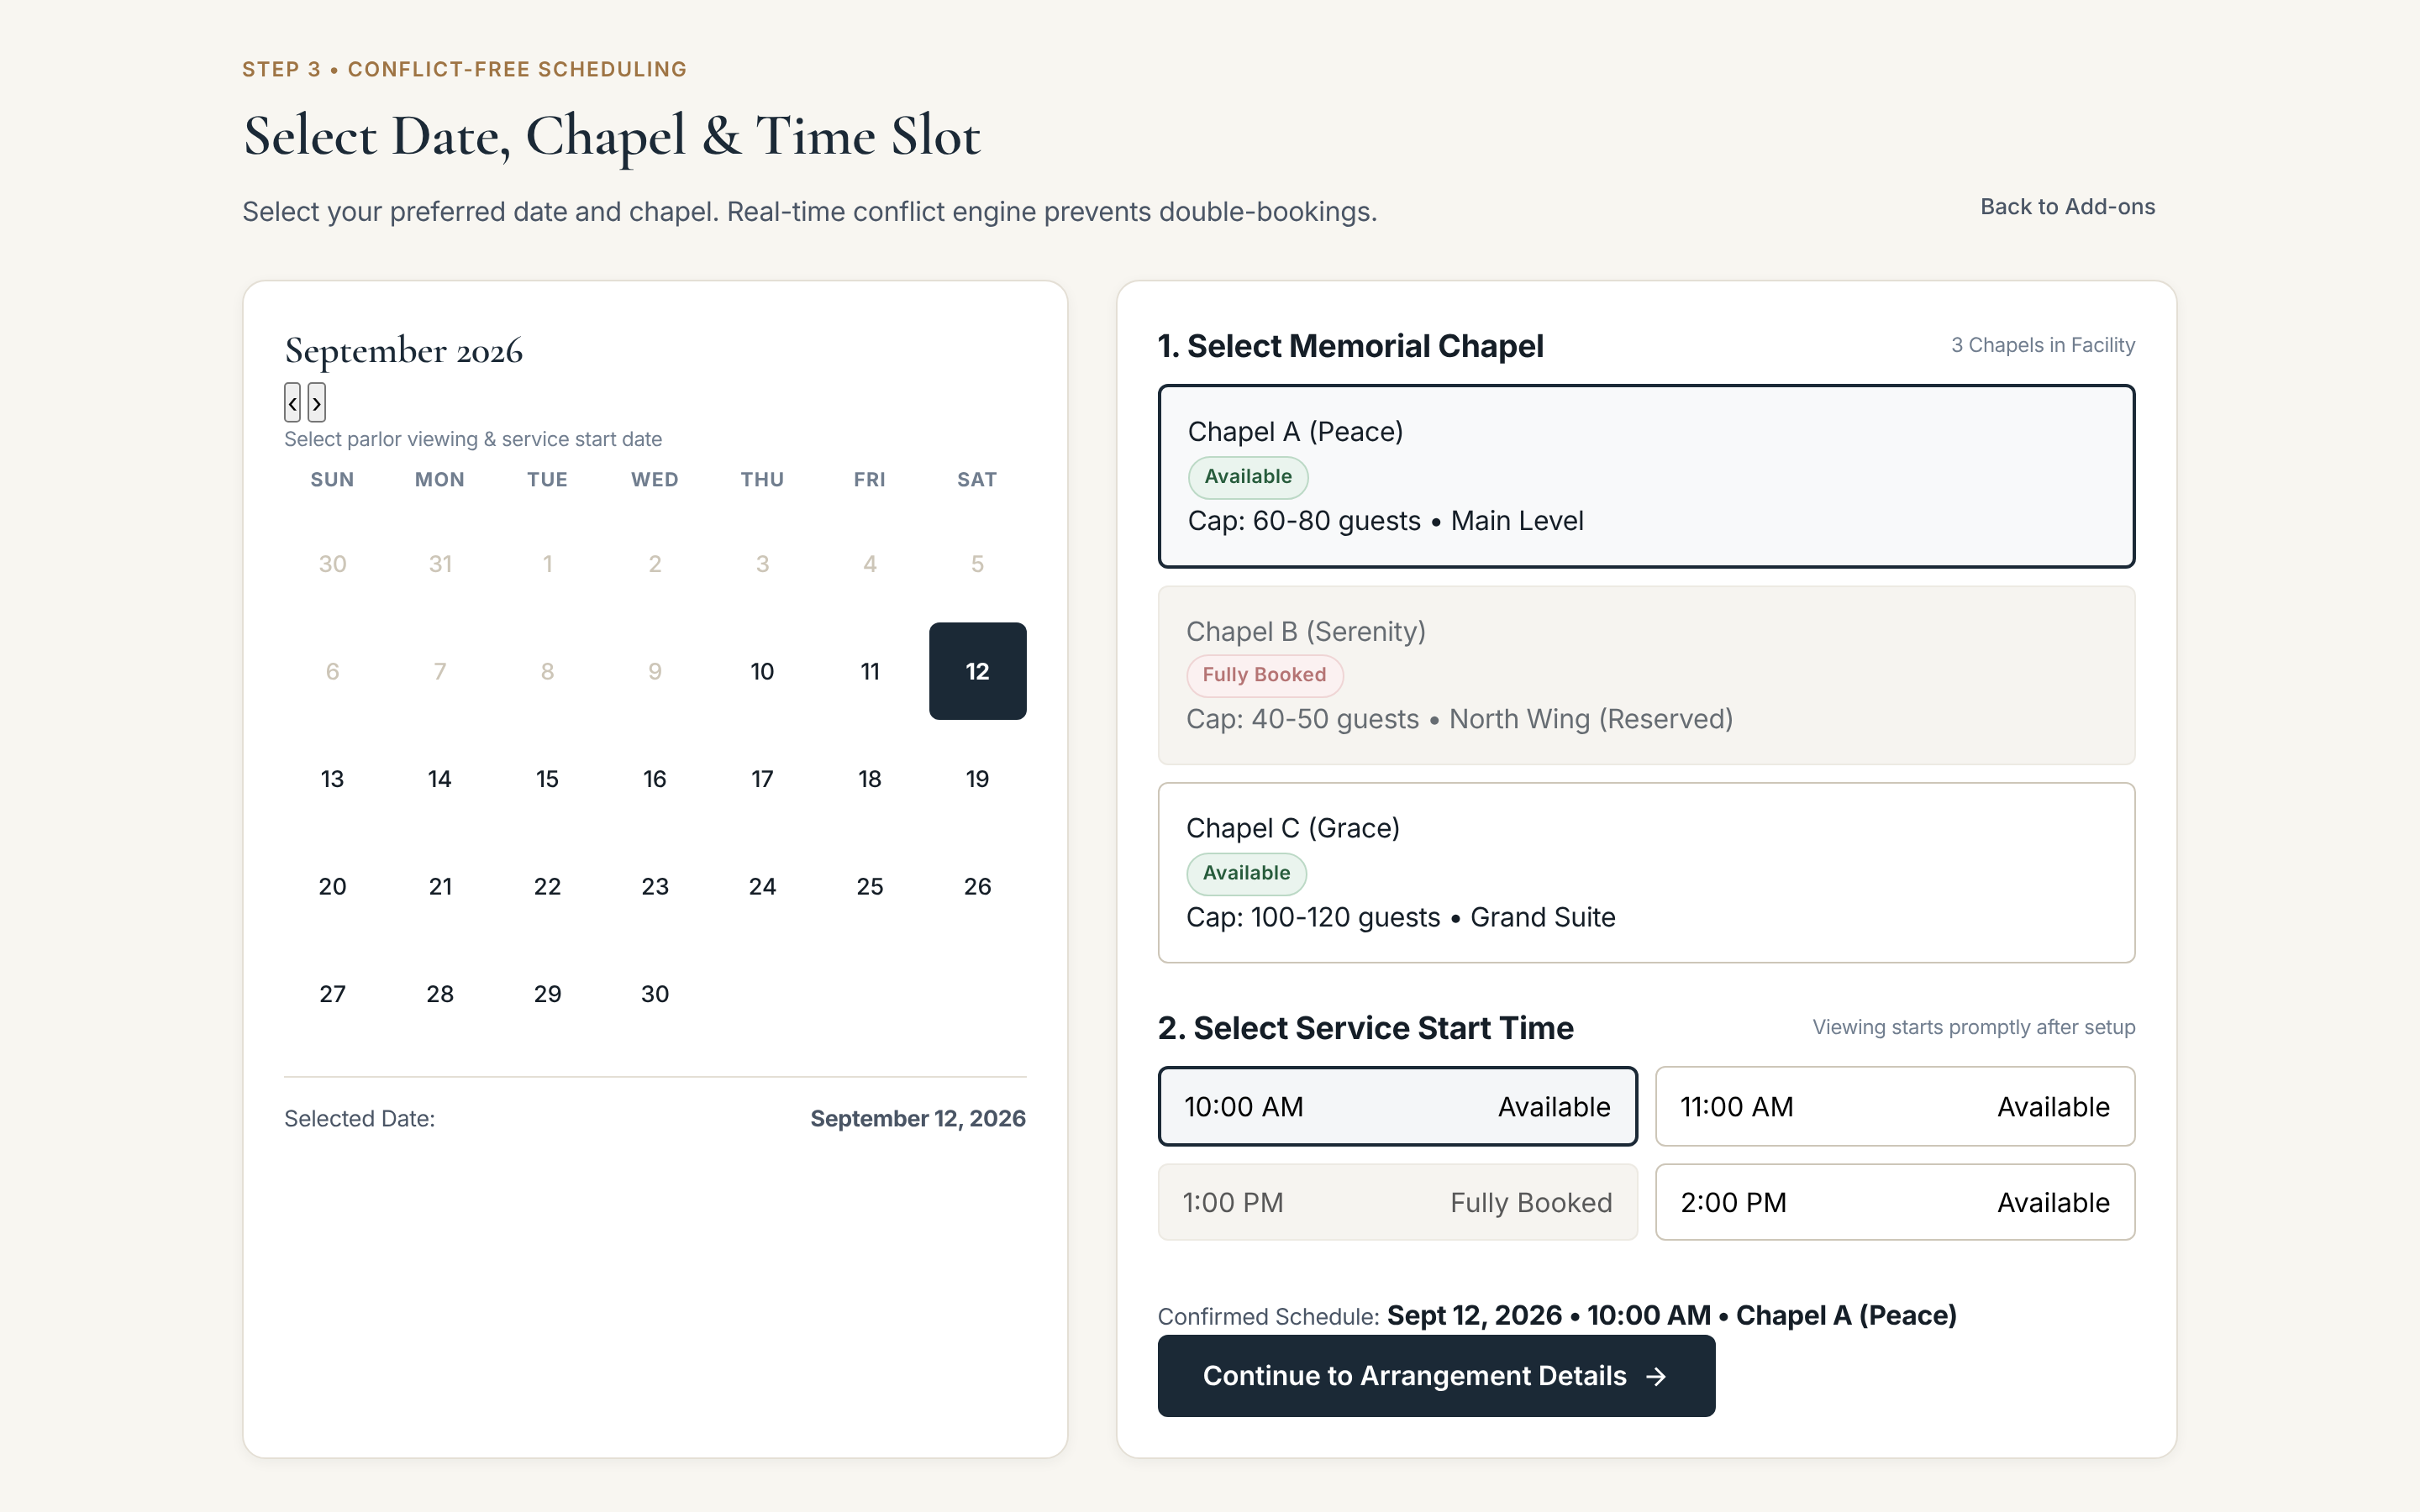 STEP 3 • CONFLICT-FREE SCHEDULING
Select Date, Chapel & Time Slot
Select your preferred date and chapel. Real-time conflict engine prevents double-bookings.
Back to Add-ons
September 2026
‹ ›
Select parlor viewing & service start date
SUN MON TUE WED THU FRI SAT
30 31 1 2 3 4 5
6 7 8 9 10 11 12
13 14 15 16 17 18 19
20 21 22 23 24 25 26
27 28 29 30
Selected Date: September 12, 2026
1. Select Memorial Chapel
3 Chapels in Facility
Chapel A (Peace)
Available
Cap: 60-80 guests • Main Level
Chapel B (Serenity)
Fully Booked
Cap: 40-50 guests • North Wing (Reserved)
Chapel C (Grace)
Available
Cap: 100-120 guests • Grand Suite
2. Select Service Start Time
Viewing starts promptly after setup
10:00 AM Available
11:00 AM Available
1:00 PM Fully Booked
2:00 PM Available
Confirmed Schedule: Sept 12, 2026 • 10:00 AM • Chapel A (Peace)
Continue to Arrangement Details →